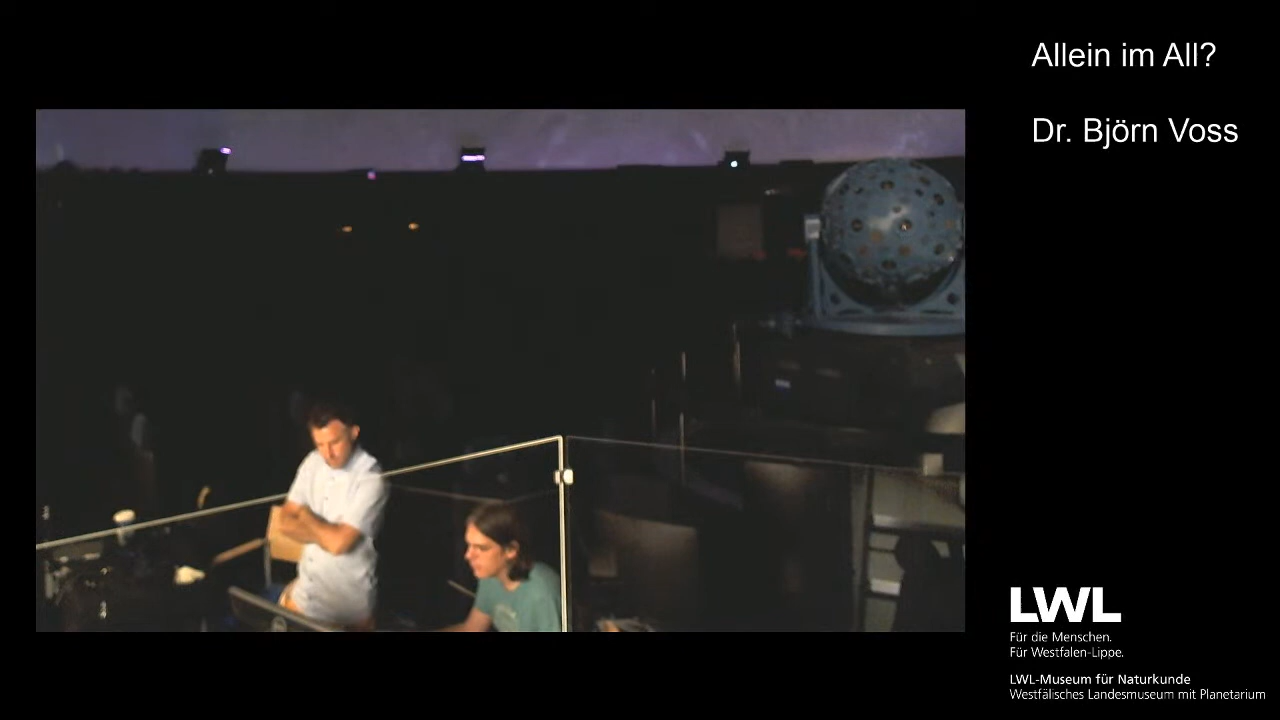 Allein im All?
Dr. Björn Voss
LWL
Für die Menschen.
Für Westfalen-Lippe.
LWL-Museum für Naturkunde
Westfälisches Landesmuseum mit Planetarium